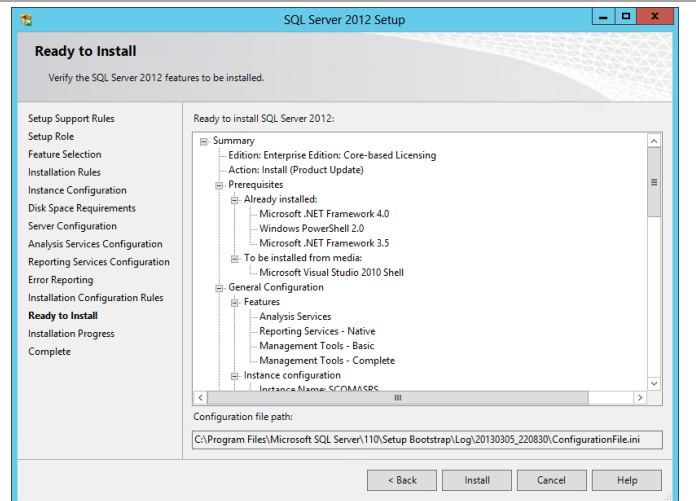 SQL Server 2012 Setup
Ready to Install
Verify the SQL Server 2012 features to be installed.
Setup Support Rules
Setup Role
Feature Selection
Installation Rules
Instance Configuration
Disk Space Requirements
Server Configuration
Analysis Services Configuration
Reporting Services Configuration
Error Reporting
Installation Configuration Rules
Ready to Install
Installation Progress
Complete
Ready to install SQL Server 2012:
Summary
Edition: Enterprise Edition: Core-based Licensing
Action: Install (Product Update)
Prerequisites
Already installed:
Microsoft .NET Framework 4.0
Windows PowerShell 2.0
Microsoft .NET Framework 3.5
To be installed from media:
Microsoft Visual Studio 2010 Shell
General Configuration
Features
Analysis Services
Reporting Services - Native
Management Tools - Basic
Management Tools - Complete
Instance configuration
Instance Name: SCOMASRS
Configuration file path:
C:\Program Files\Microsoft SQL Server\110\Setup Bootstrap\Log\20130305_220830\ConfigurationFile.ini
< Back
Install
Cancel
Help